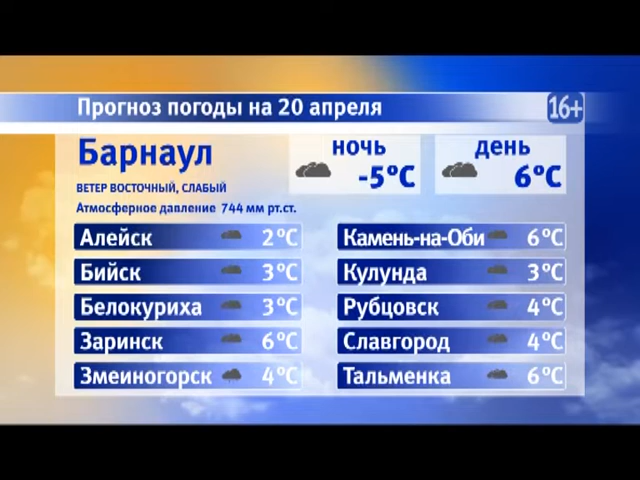 Прогноз погоды на 20 апреля
16+
Барнаул
ночь
-5°С
день
6°С
ВЕТЕР ВОСТОЧНЫЙ, СЛАБЫЙ
Атмосферное давление 744 мм рт.ст.
Алейск 2°С
Бийск 3°С
Белокуриха 3°С
Заринск 6°С
Змеиногорск 4°С
Камень-на-Оби 6°С
Кулунда 3°С
Рубцовск 4°С
Славгород 4°С
Тальменка 6°С